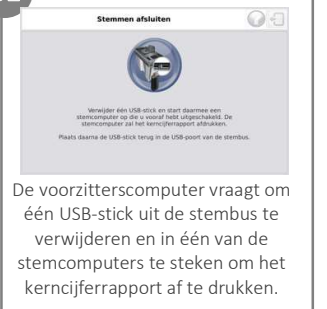 Stemmen afsluiten
Verwijder één USB-stick en start daarmee een
stemcomputer op die u vooraf hebt uitgeschakeld. De
stemcomputer zal het kerncijferrapport afdrukken.
Plaats daarna de USB-stick terug in de USB-poort van de stembus.
De voorzitterscomputer vraagt om
één USB-stick uit de stembus te
verwijderen en in één van de
stemcomputers te steken om het
kerncijferrapport af te drukken.